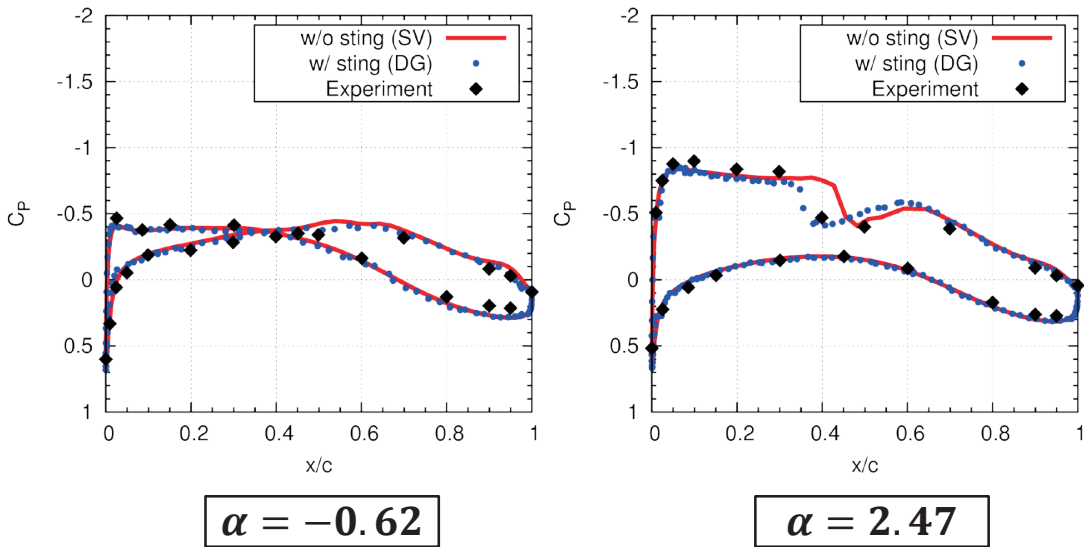 -2
-1.5
-1
-0.5
0
0.5
1
C_P
w/o sting (SV)
w/ sting (DG)
Experiment
0 0.2 0.4 0.6 0.8 1
x/c
α = −0.62
-2
-1.5
-1
-0.5
0
0.5
1
C_P
w/o sting (SV)
w/ sting (DG)
Experiment
0 0.2 0.4 0.6 0.8 1
x/c
α = 2.47